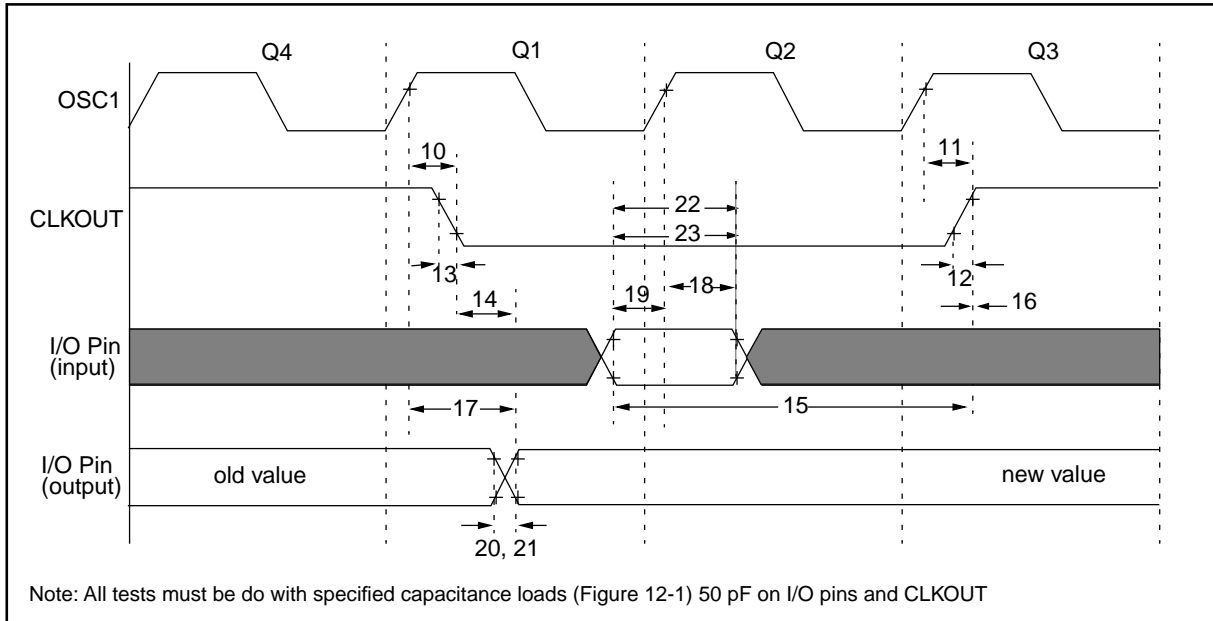 Q4 Q1 Q2 Q3
OSC1
10 11
CLKOUT
22
23
13 12
19 18
14 16
I/O Pin
(input)
17 15
I/O Pin
(output)
old value new value
20, 21
Note: All tests must be do with specified capacitance loads (Figure 12-1) 50 pF on I/O pins and CLKOUT